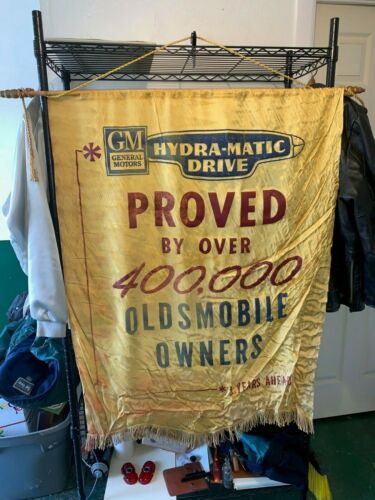 GM
GENERAL
MOTORS
HYDRA-MATIC
DRIVE
*
PROVED
BY OVER
400,000
OLDSMOBILE
OWNERS
* YEARS AHEAD